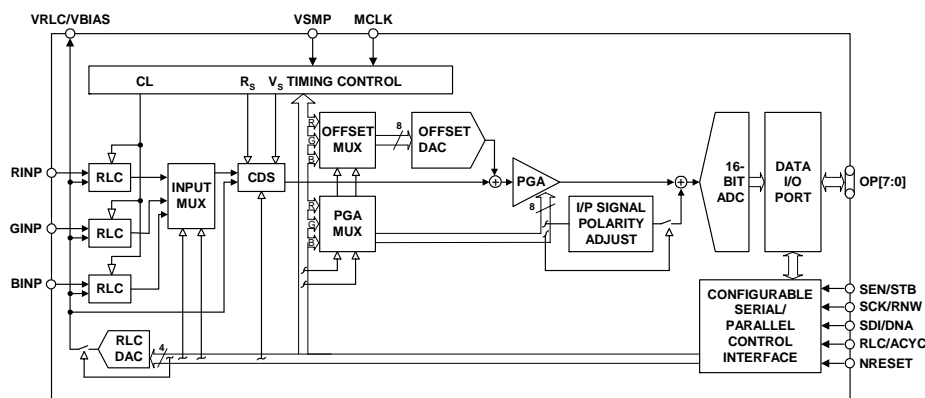 VRLC/VBIAS
VSMP
MCLK
CL
RS
VS TIMING CONTROL
R
G
B
OFFSET
MUX
8
OFFSET
DAC
RINP
RLC
INPUT
MUX
CDS
PGA
16-
BIT
ADC
DATA
I/O
PORT
OP[7:0]
GINP
RLC
R
G
B
PGA
MUX
8
I/P SIGNAL
POLARITY
ADJUST
BINP
RLC
CONFIGURABLE
SERIAL/
PARALLEL
CONTROL
INTERFACE
SEN/STB
SCK/RNW
SDI/DNA
RLC/ACYC
NRESET
RLC
DAC
4